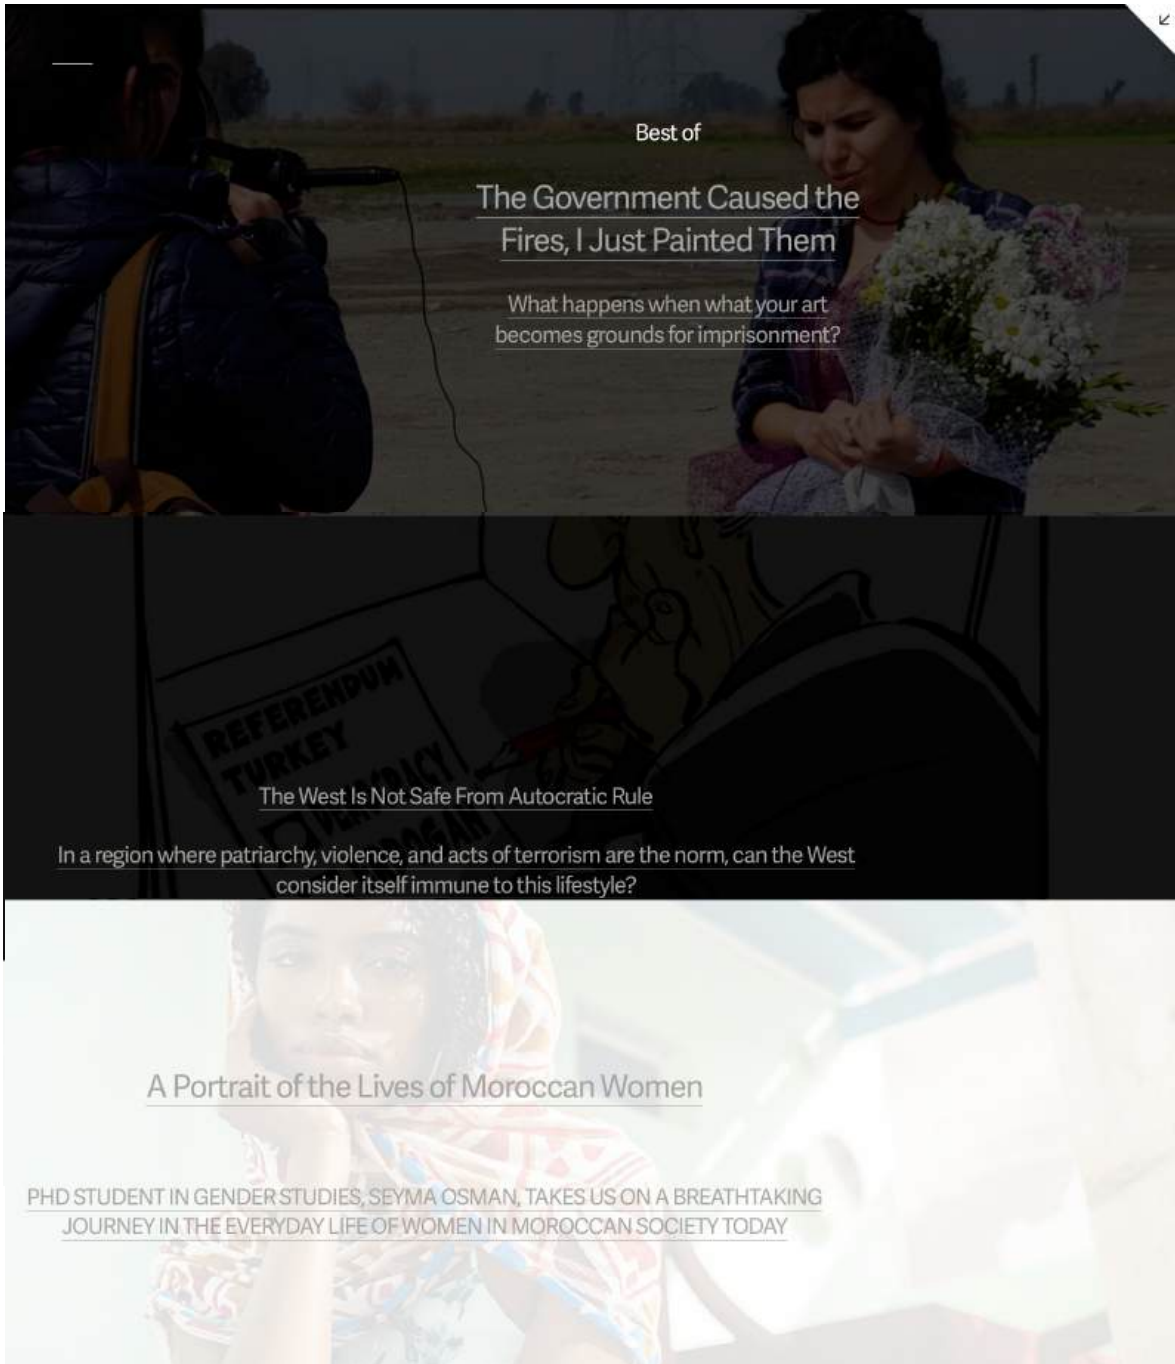 Best of
The Government Caused the
Fires, I Just Painted Them
What happens when what your art
becomes grounds for imprisonment?
REFERENDUM
TURKEY
DEMOCRACY
ERDOGAN
The West Is Not Safe From Autocratic Rule
In a region where patriarchy, violence, and acts of terrorism are the norm, can the West
consider itself immune to this lifestyle?
A Portrait of the Lives of Moroccan Women
PHD STUDENT IN GENDER STUDIES, SEYMA OSMAN, TAKES US ON A BREATHTAKING
JOURNEY IN THE EVERYDAY LIFE OF WOMEN IN MOROCCAN SOCIETY TODAY